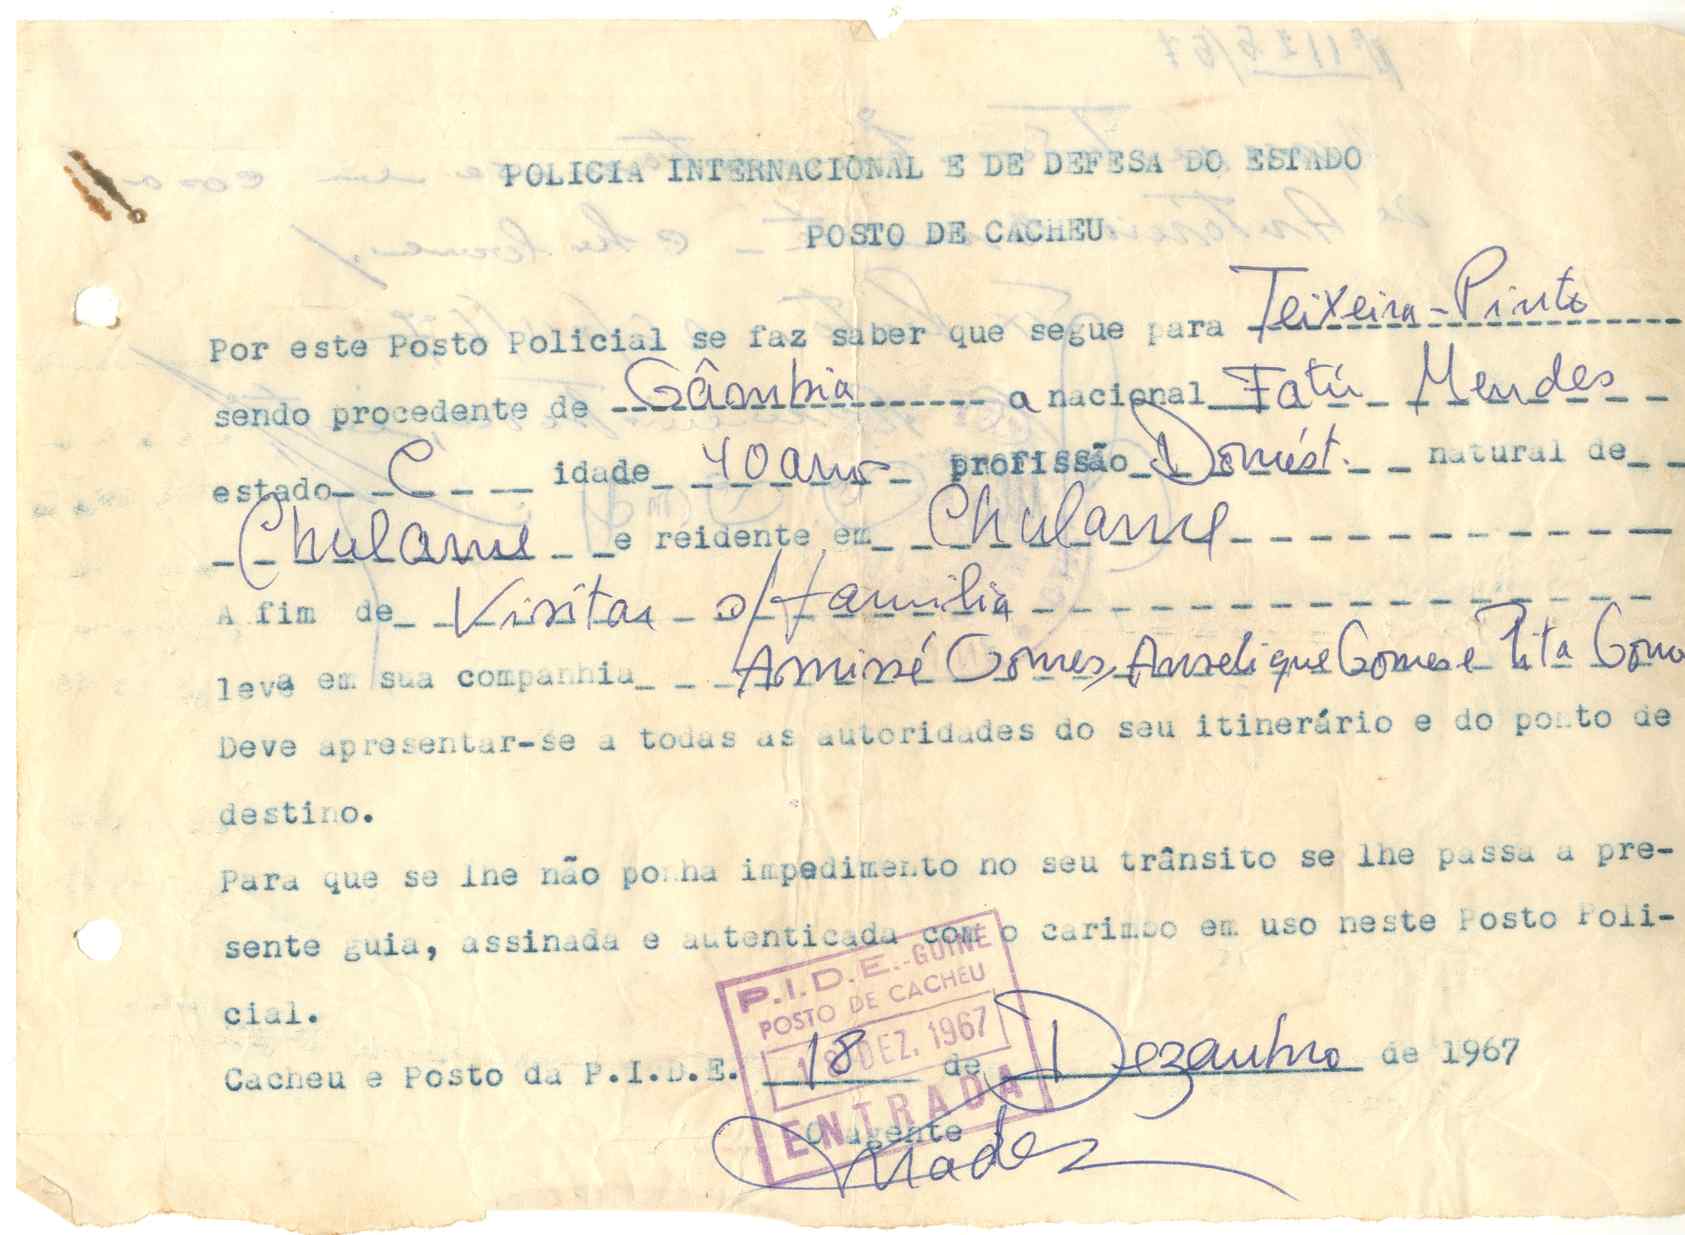 POLICIA INTERNACIONAL E DE DEFESA DO ESTADO
POSTO DE CACHEU
Por este Posto Policial se faz saber que segue para Teixeira-Pinto
sendo procedente de Gâmbia a nacional Fatú Mendes
estado C idade 40 anos profissão Domést. natural de
Chulame e reidente em Chulame
A fim de Visitar a família
leva em sua companhia Aminé Gomes, Anselique Gomes e Rita Gom
Deve apresentar-se a todas as autoridades do seu itinerário e do ponto de
destino.
Para que se lhe não ponha impedimento no seu trânsito se lhe passa a pre-
sente guia, assinada e autenticada com o carimbo em uso neste Posto Poli-
cial.
P.I.D.E.-GUINÉ
POSTO DE CACHEU
18 DEZ. 1967
ENTRADA
Cacheu e Posto da P.I.D.E. 18 de Dezembro de 1967
O agente